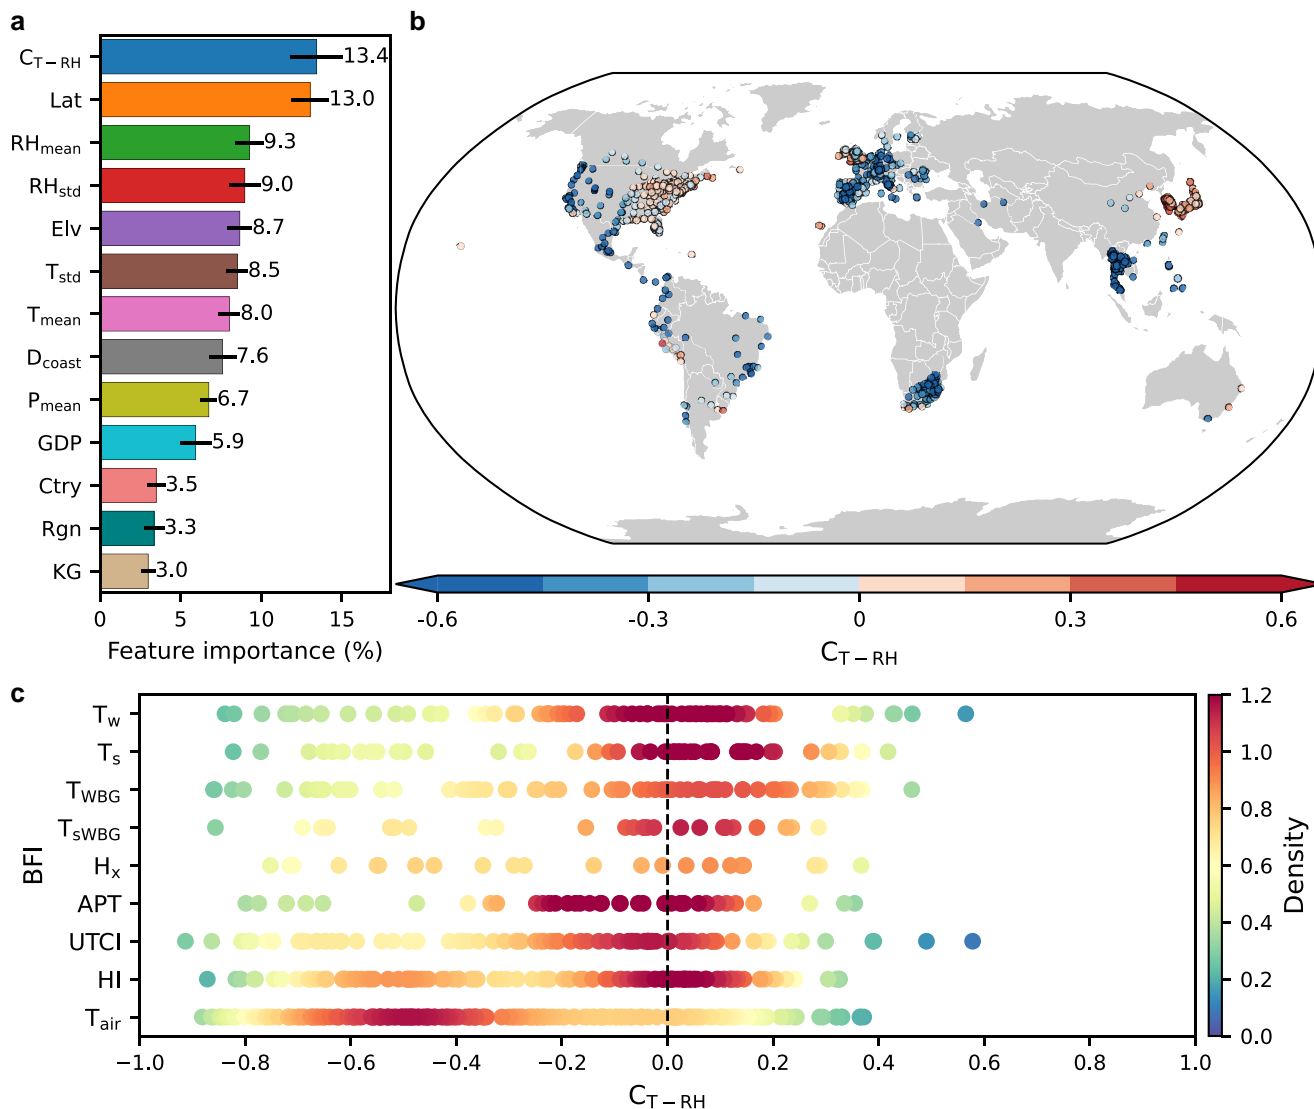 a
b
C_T−RH 13.4
Lat 13.0
RH_mean 9.3
RH_std 9.0
Elv 8.7
T_std 8.5
T_mean 8.0
D_coast 7.6
P_mean 6.7
GDP 5.9
Ctry 3.5
Rgn 3.3
KG 3.0
0 5 10 15
Feature importance (%)
-0.6 -0.3 0 0.3 0.6
C_T−RH
c
BFI
T_w
T_s
T_WBG
T_sWBG
H_x
APT
UTCI
HI
T_air
−1.0 −0.8 −0.6 −0.4 −0.2 0.0 0.2 0.4 0.6 0.8 1.0
C_T−RH
1.2
1.0
0.8
0.6
0.4
0.2
0.0
Density